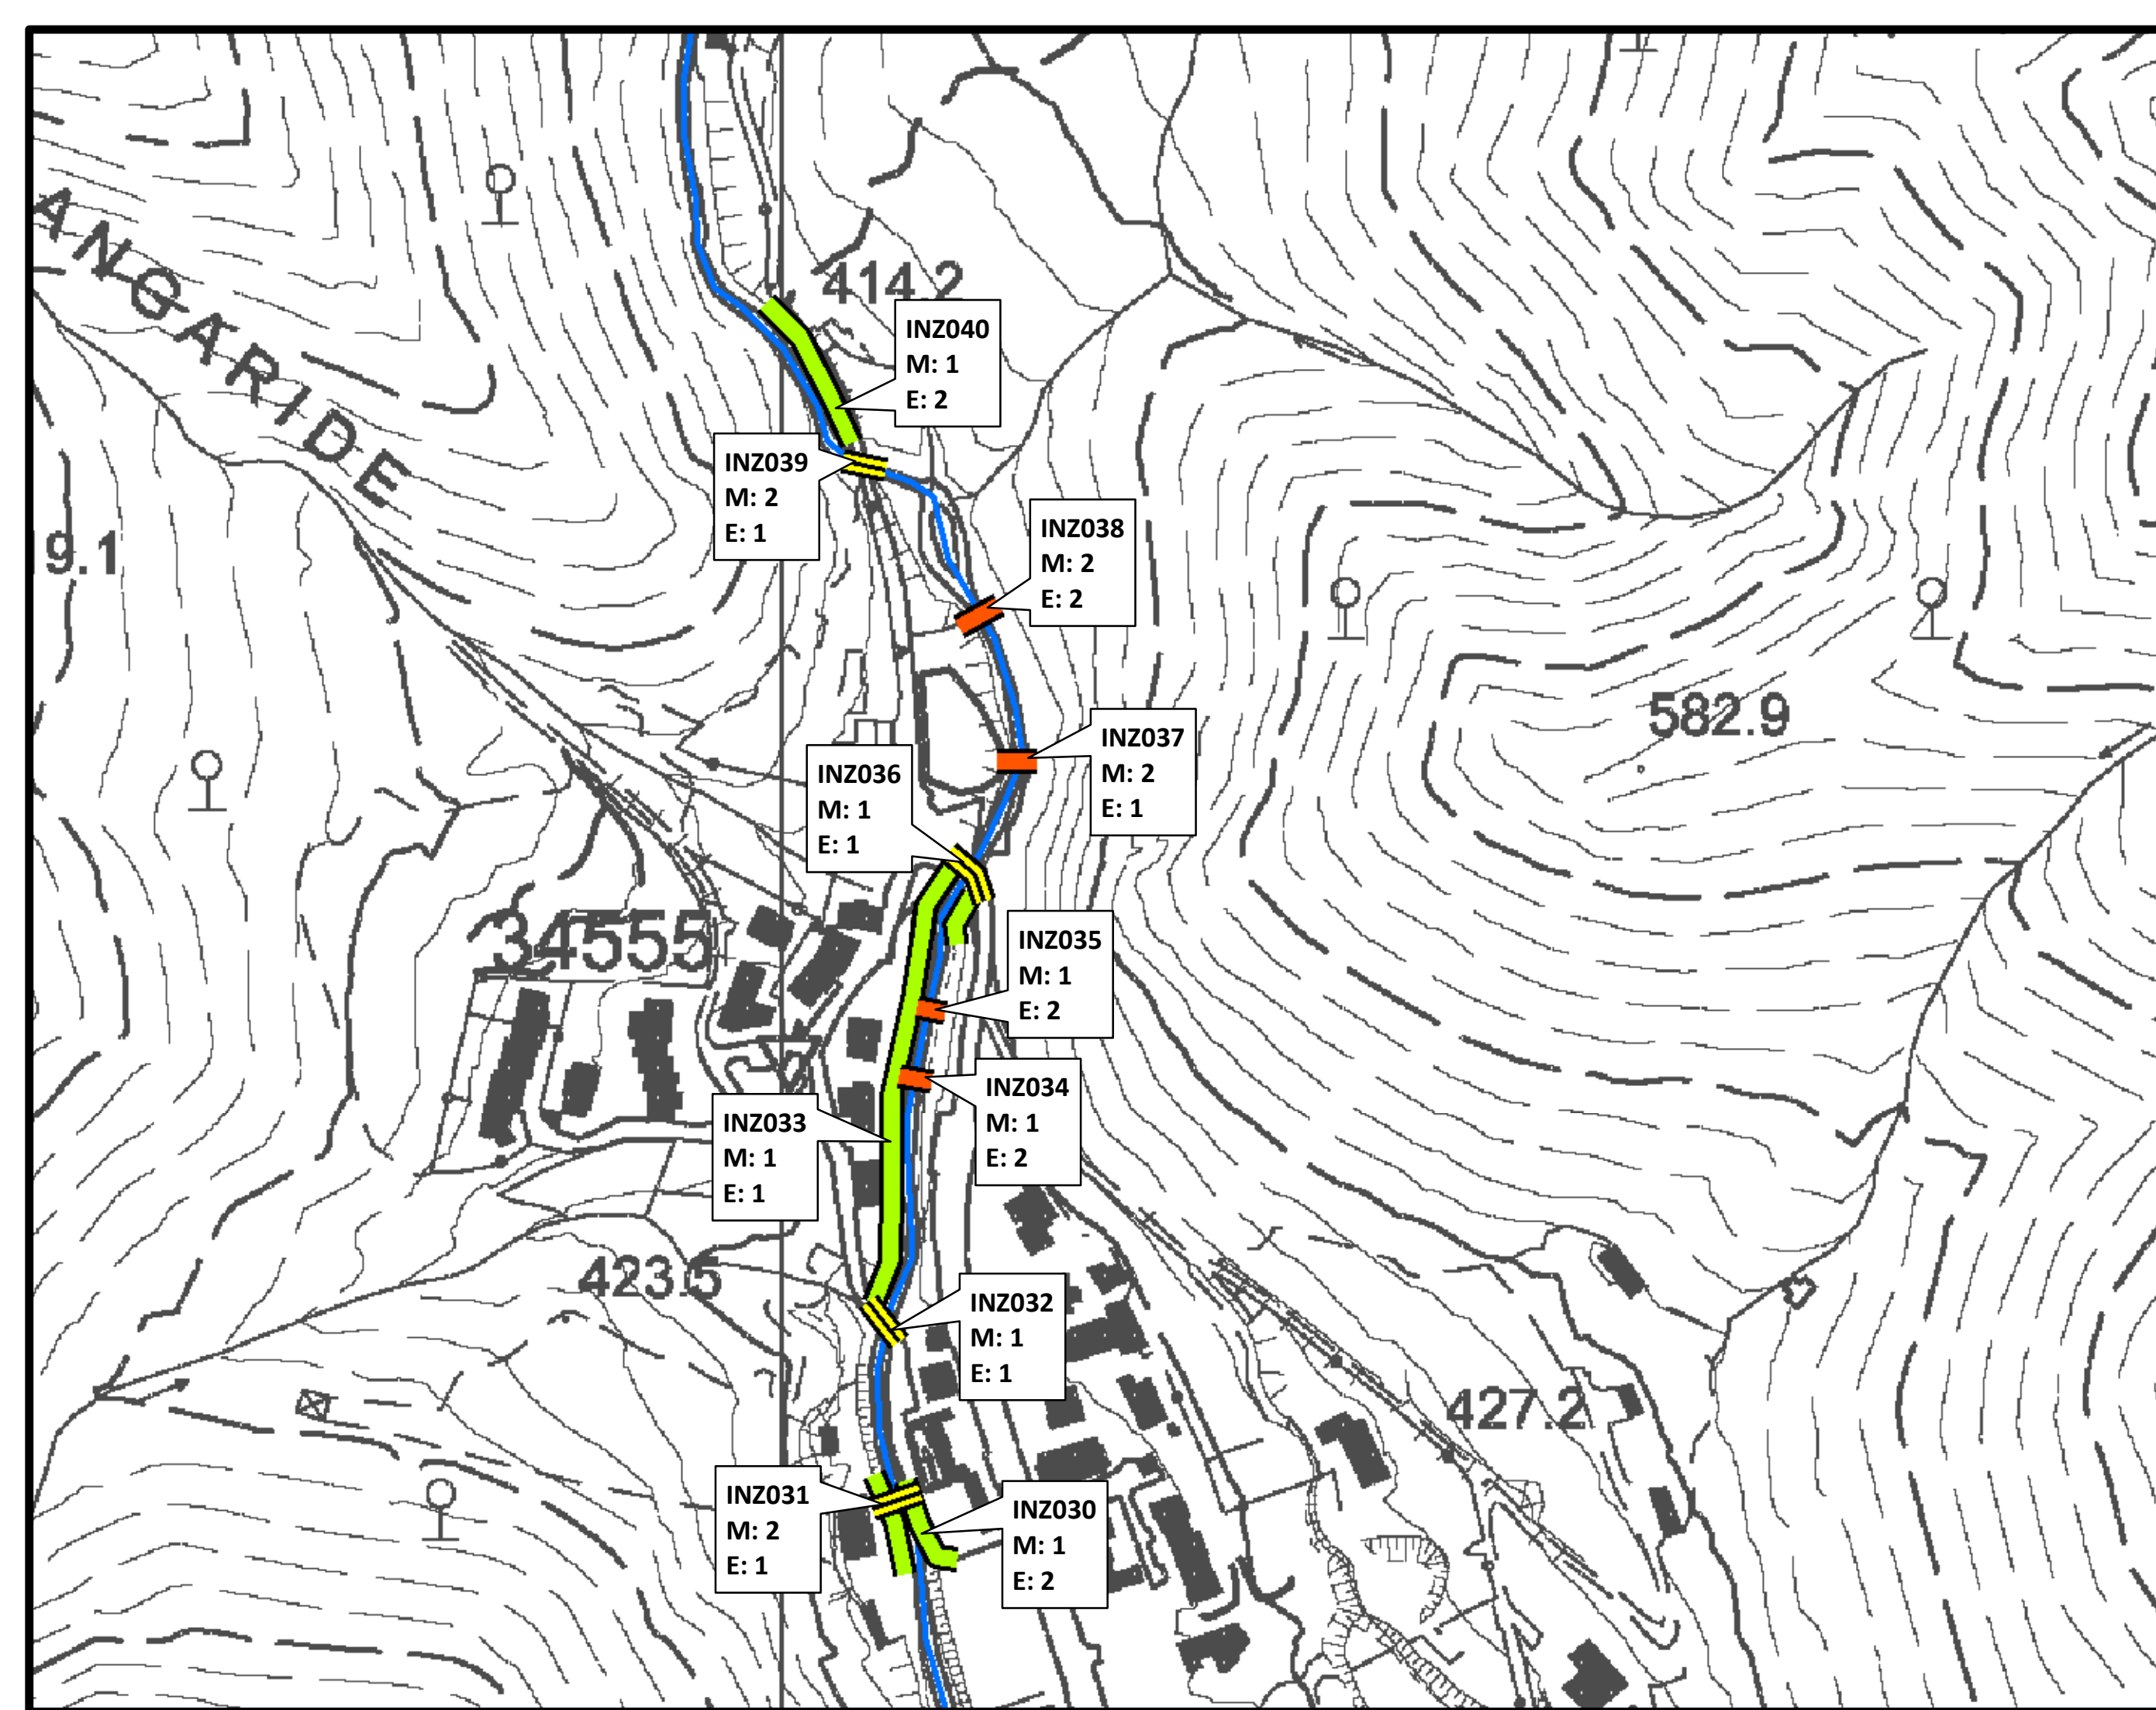 414.2
INZ040
M: 1
E: 2
ANGARIDE
INZ039
M: 2
E: 1
INZ038
M: 2
E: 2
9.1
582.9
INZ037
M: 2
E: 1
INZ036
M: 1
E: 1
34555
INZ035
M: 1
E: 2
INZ034
M: 1
E: 2
INZ033
M: 1
E: 1
423.5
INZ032
M: 1
E: 1
427.2
INZ031
M: 2
E: 1
INZ030
M: 1
E: 2